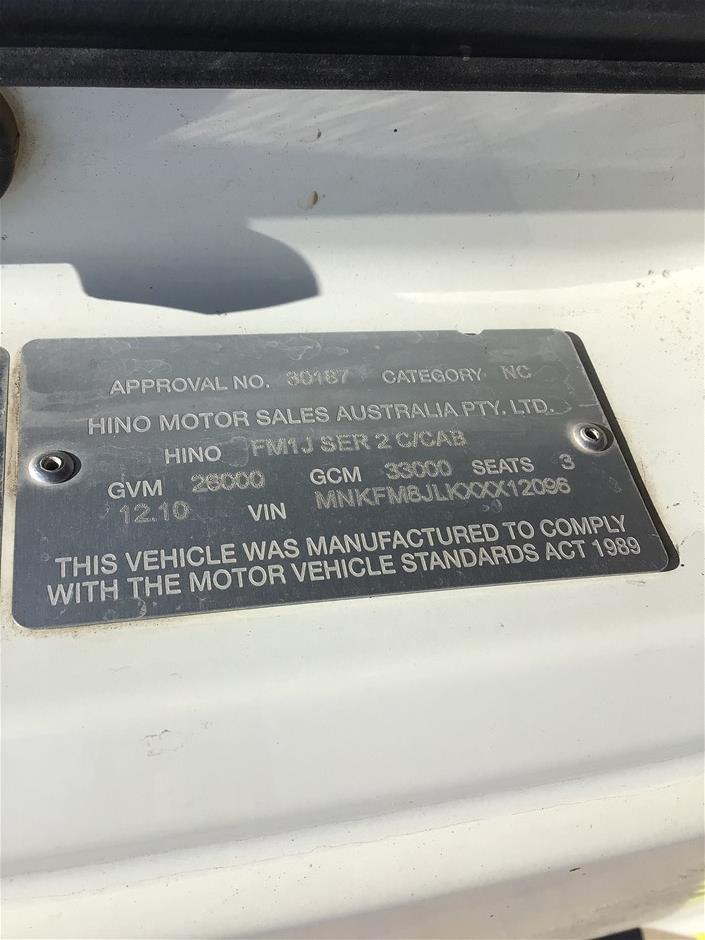 APPROVAL NO. 30187 CATEGORY NC
HINO MOTOR SALES AUSTRALIA PTY. LTD.
HINO FM1J SER 2 C/CAB
GVM 26000 GCM 33000 SEATS 3
12.10 VIN MNKFM8JLKXXX12096
THIS VEHICLE WAS MANUFACTURED TO COMPLY
WITH THE MOTOR VEHICLE STANDARDS ACT 1989